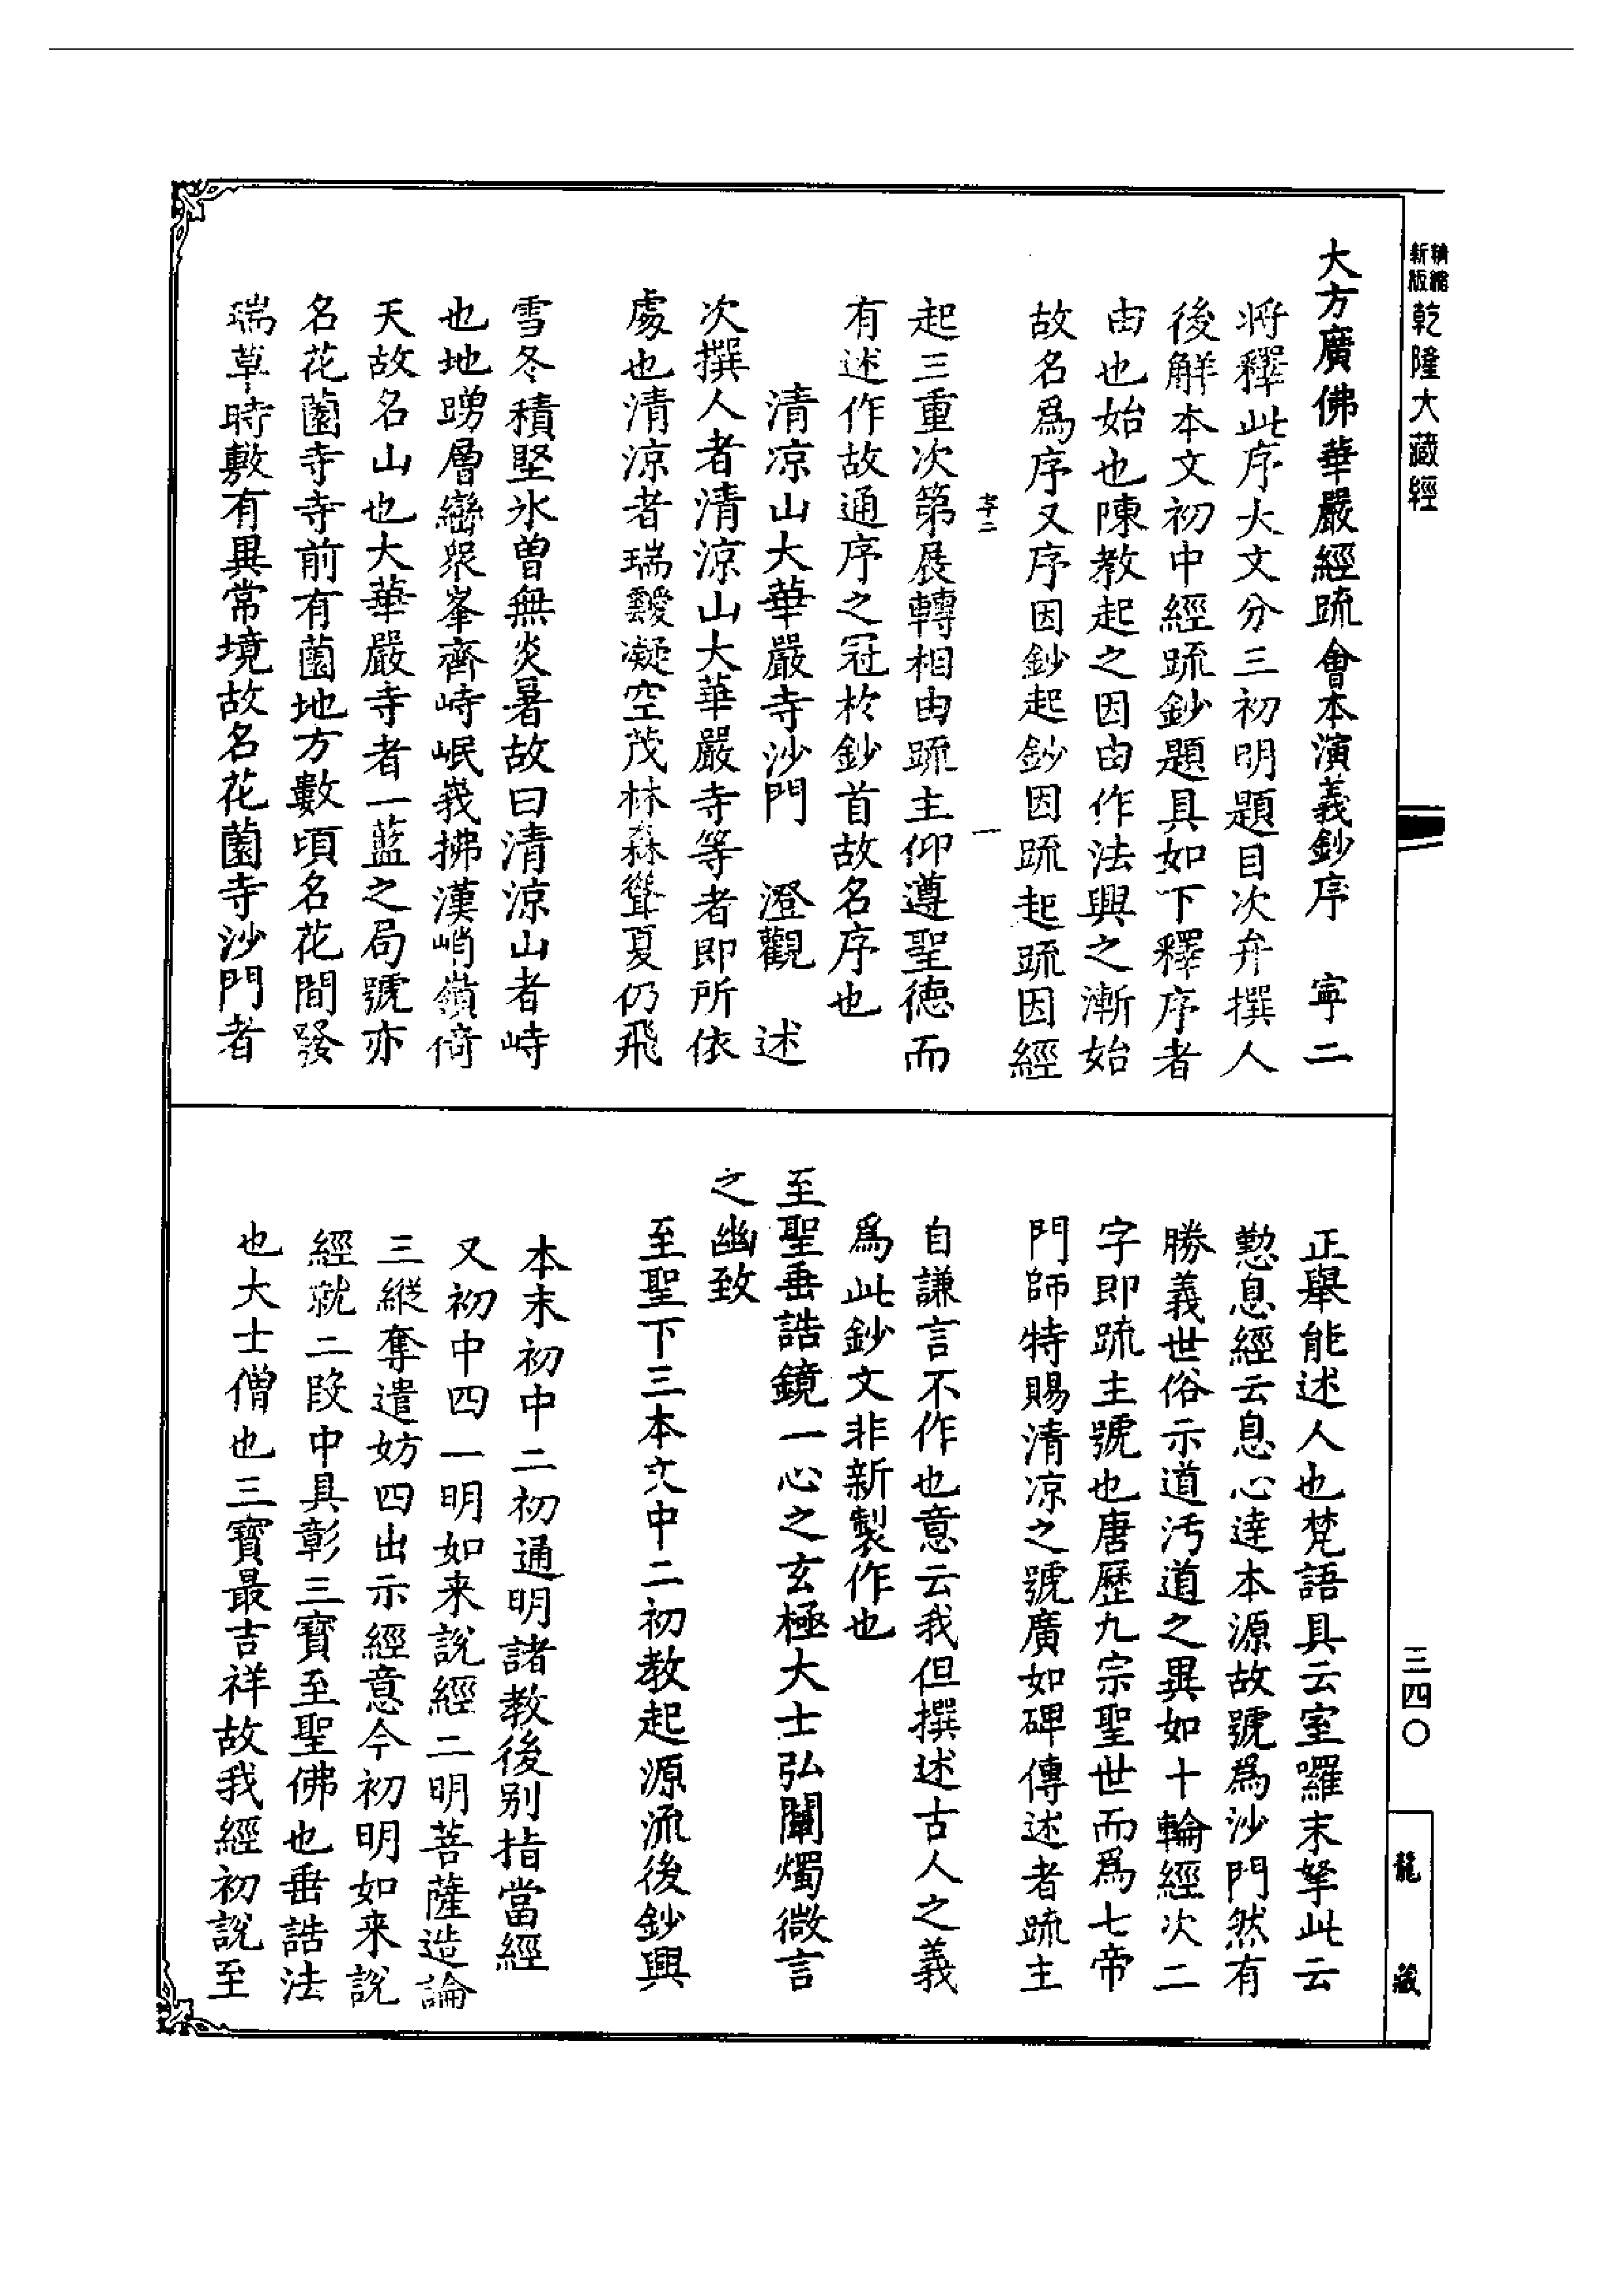 精縮新版乾隆大藏經
大方廣佛華嚴經疏會本演義鈔序　寧二
將釋此序大文分三初明題目次弁撰人
後解本文初中經疏鈔題具如下釋序者
由也始也陳教起之因由作法興之漸始
故名為序又序因鈔起鈔因疏起疏因經
字二　一
起三重次第展轉相由疏主仰遵聖德而
有述作故通序之冠於鈔首故名序也
清凉山大華嚴寺沙門　澄觀　述
次撰人者清涼山大華嚴寺等者即所依
處也清涼者瑞靉凝空茂林森聳夏仍飛
雪冬積堅氷曾無炎暑故曰清涼山者峙
也地踴層巒衆峯齊峙岷峩拂漢峭嶺倚
天故名山也大華嚴寺者一藍之局號亦
名花薗寺寺前有薗地方數頃名花間發
瑞草時敷有異常境故名花薗寺沙門者
正舉能述人也梵語具云室囉末拏此云
懃息經云息心達本源故號為沙門然有
勝義世俗示道汚道之異如十輪經次二
字即疏主號也唐歷九宗聖世而為七帝
門師特賜清凉之號廣如碑傳述者疏主
自謙言不作也意云我但撰述古人之義
為此鈔文非新製作也
至聖垂誥鏡一心之玄極大士弘闡燭微言
之幽致
至聖下三本文中二初教起源流後鈔興
本末初中二初通明諸教後別指當經
又初中四一明如来說經二明菩薩造論
三縱奪遣妨四出示經意今初明如来說
經就二段中具彰三寶至聖佛也垂誥法
也大士僧也三寶最吉祥故我經初說至
三四〇
龍藏